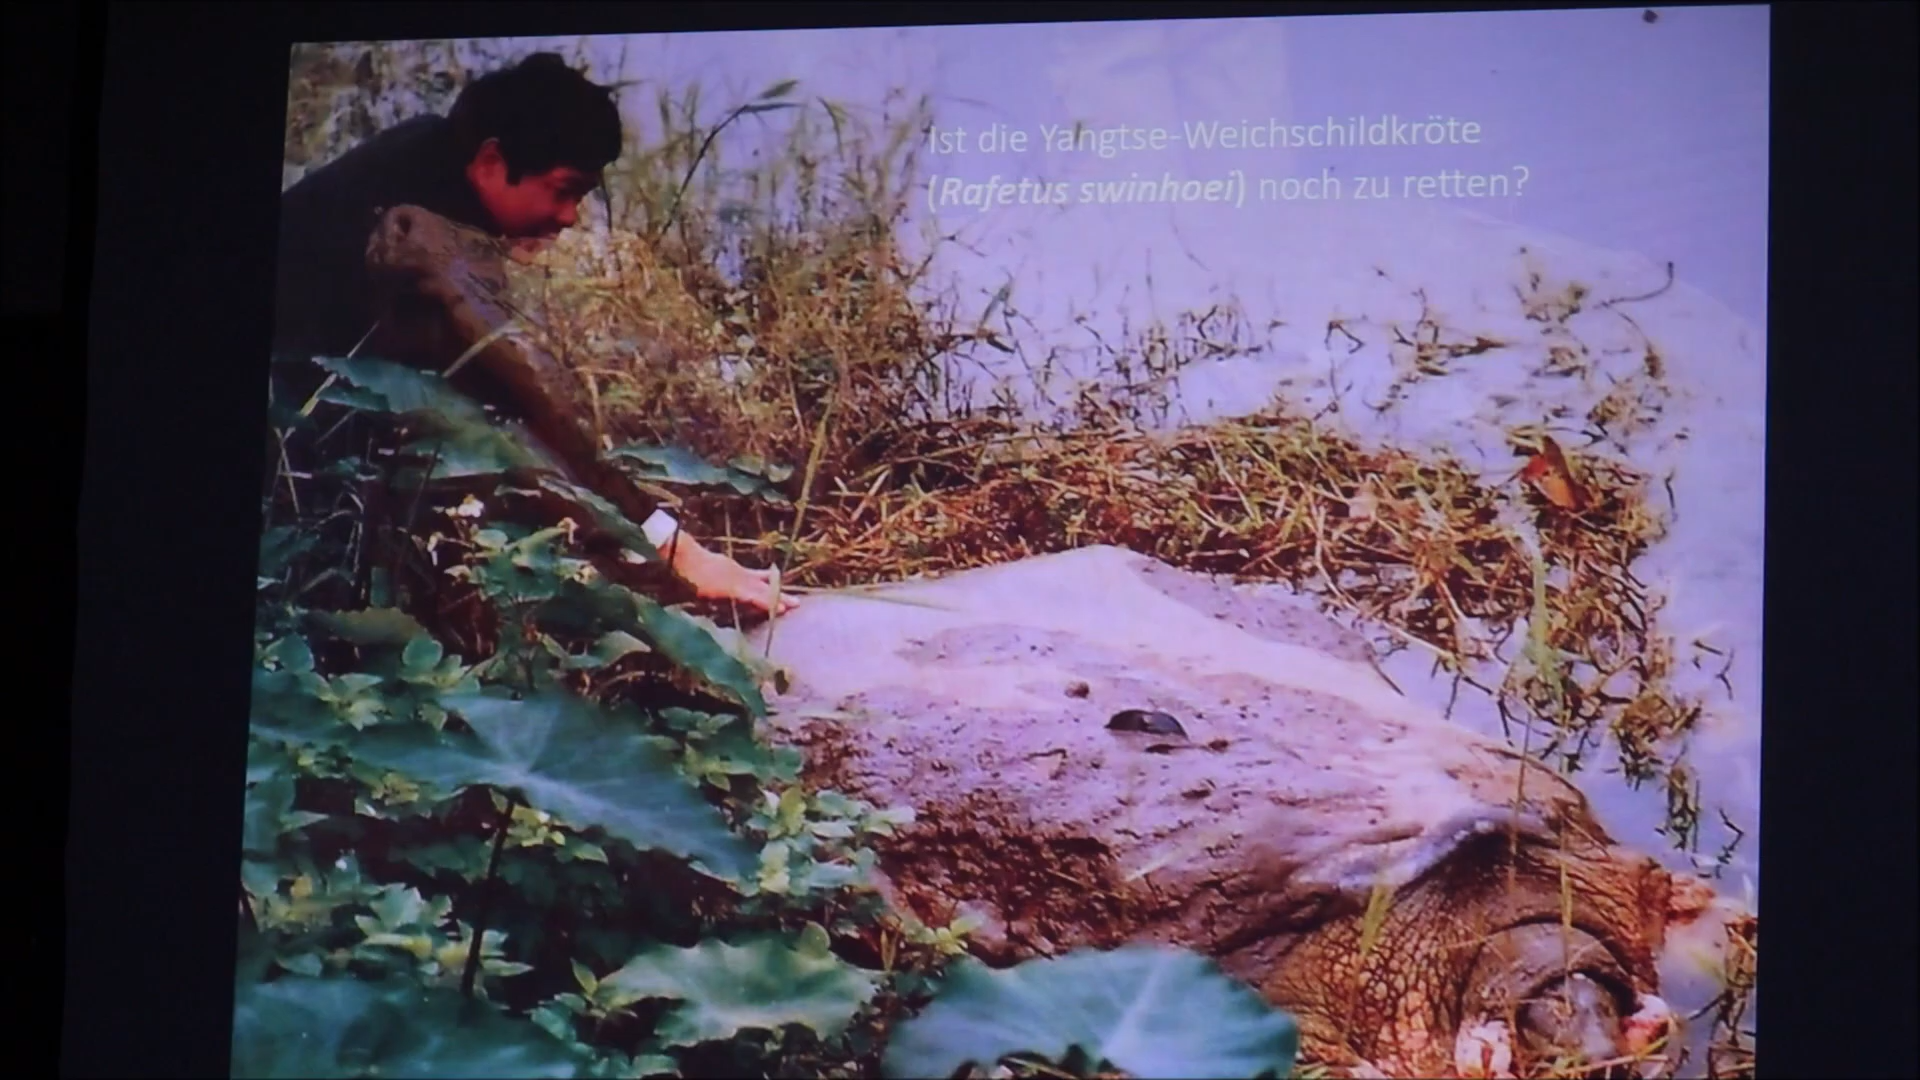 Ist die Yangtse-Weichschildkröte
(Rafetus swinhoei) noch zu retten?